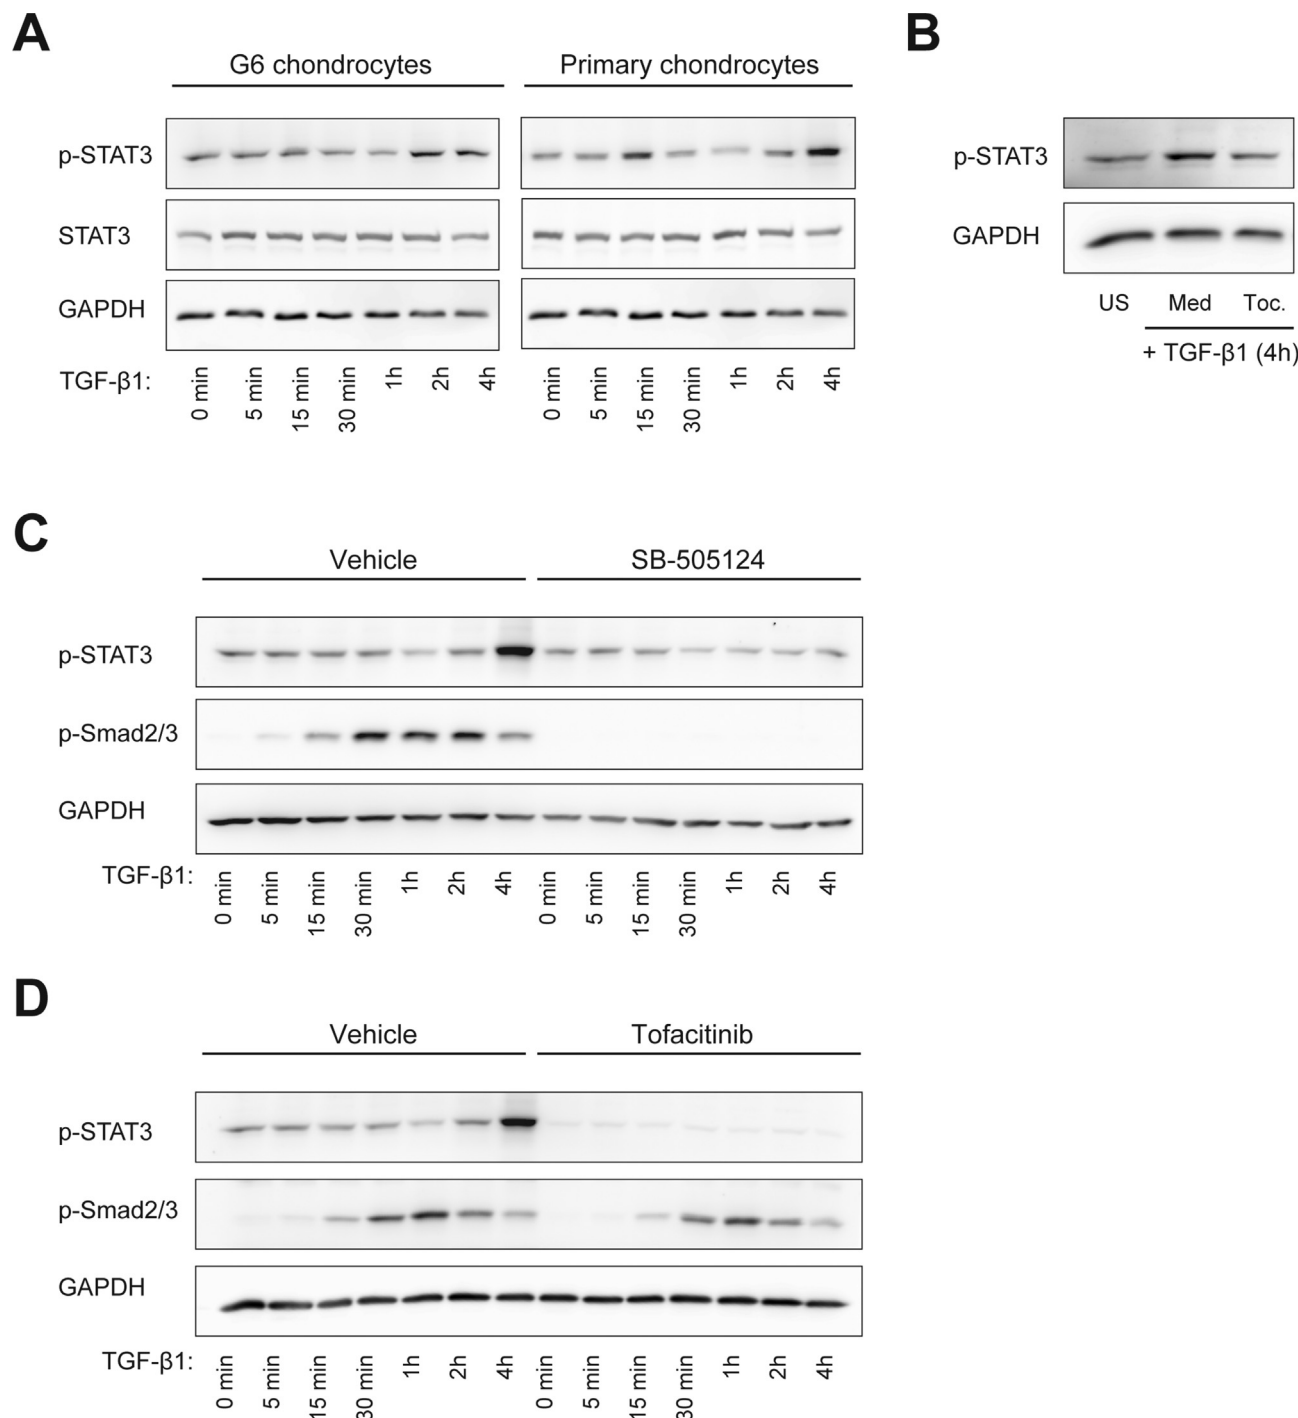 A
B
G6 chondrocytes
Primary chondrocytes
p-STAT3
STAT3
GAPDH
TGF-β1:
0 min
5 min
15 min
30 min
1h
2h
4h
0 min
5 min
15 min
30 min
1h
2h
4h
p-STAT3
GAPDH
US
Med
Toc.
+ TGF-β1 (4h)
C
Vehicle
SB-505124
p-STAT3
p-Smad2/3
GAPDH
TGF-β1:
0 min
5 min
15 min
30 min
1h
2h
4h
0 min
5 min
15 min
30 min
1h
2h
4h
D
Vehicle
Tofacitinib
p-STAT3
p-Smad2/3
GAPDH
TGF-β1:
0 min
5 min
15 min
30 min
1h
2h
4h
0 min
5 min
15 min
30 min
1h
2h
4h